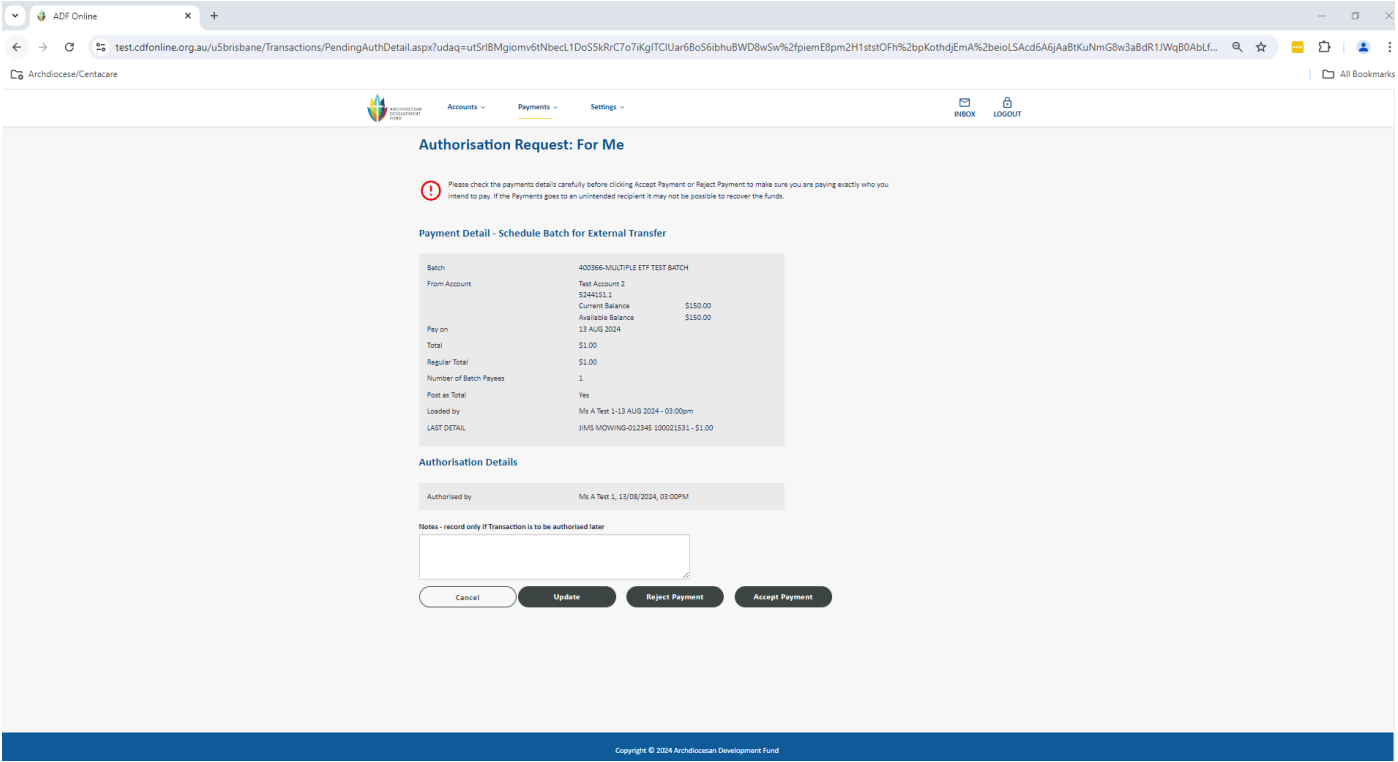 ADF Online
test.cdfonline.org.au/u5brisbane/Transactions/PendingAuthDetail.aspx?
Archdiocese/Centacare
All Bookmarks
ARCHDIOCESAN
DEVELOPMENT
FUND
Accounts
Payments
Settings
INBOX
LOGOUT
Authorisation Request: For Me
Please check the payments details carefully before clicking Accept Payment or Reject Payment to make sure you are paying exactly who you
intend to pay. If the Payments goes to an unintended recipient it may not be possible to recover the funds.
Payment Detail - Schedule Batch for External Transfer
Batch 400366-MULTIPLE ETF TEST BATCH
From Account Test Account 2
52441S1.1
Current Balance $150.00
Available Balance $150.00
Pay on 13 AUG 2024
Total $1.00
Regular Total $1.00
Number of Batch Payees 1
Post as Total Yes
Loaded by Ms A Test 1-13 AUG 2024 - 03:00pm
LAST DETAIL JIMS MOWING-012345 100021531 - $1.00
Authorisation Details
Authorised by Ms A Test 1, 13/08/2024, 03:00PM
Notes - record only if Transaction is to be authorised later
Cancel Update Reject Payment Accept Payment
Copyright © 2024 Archdiocesan Development Fund